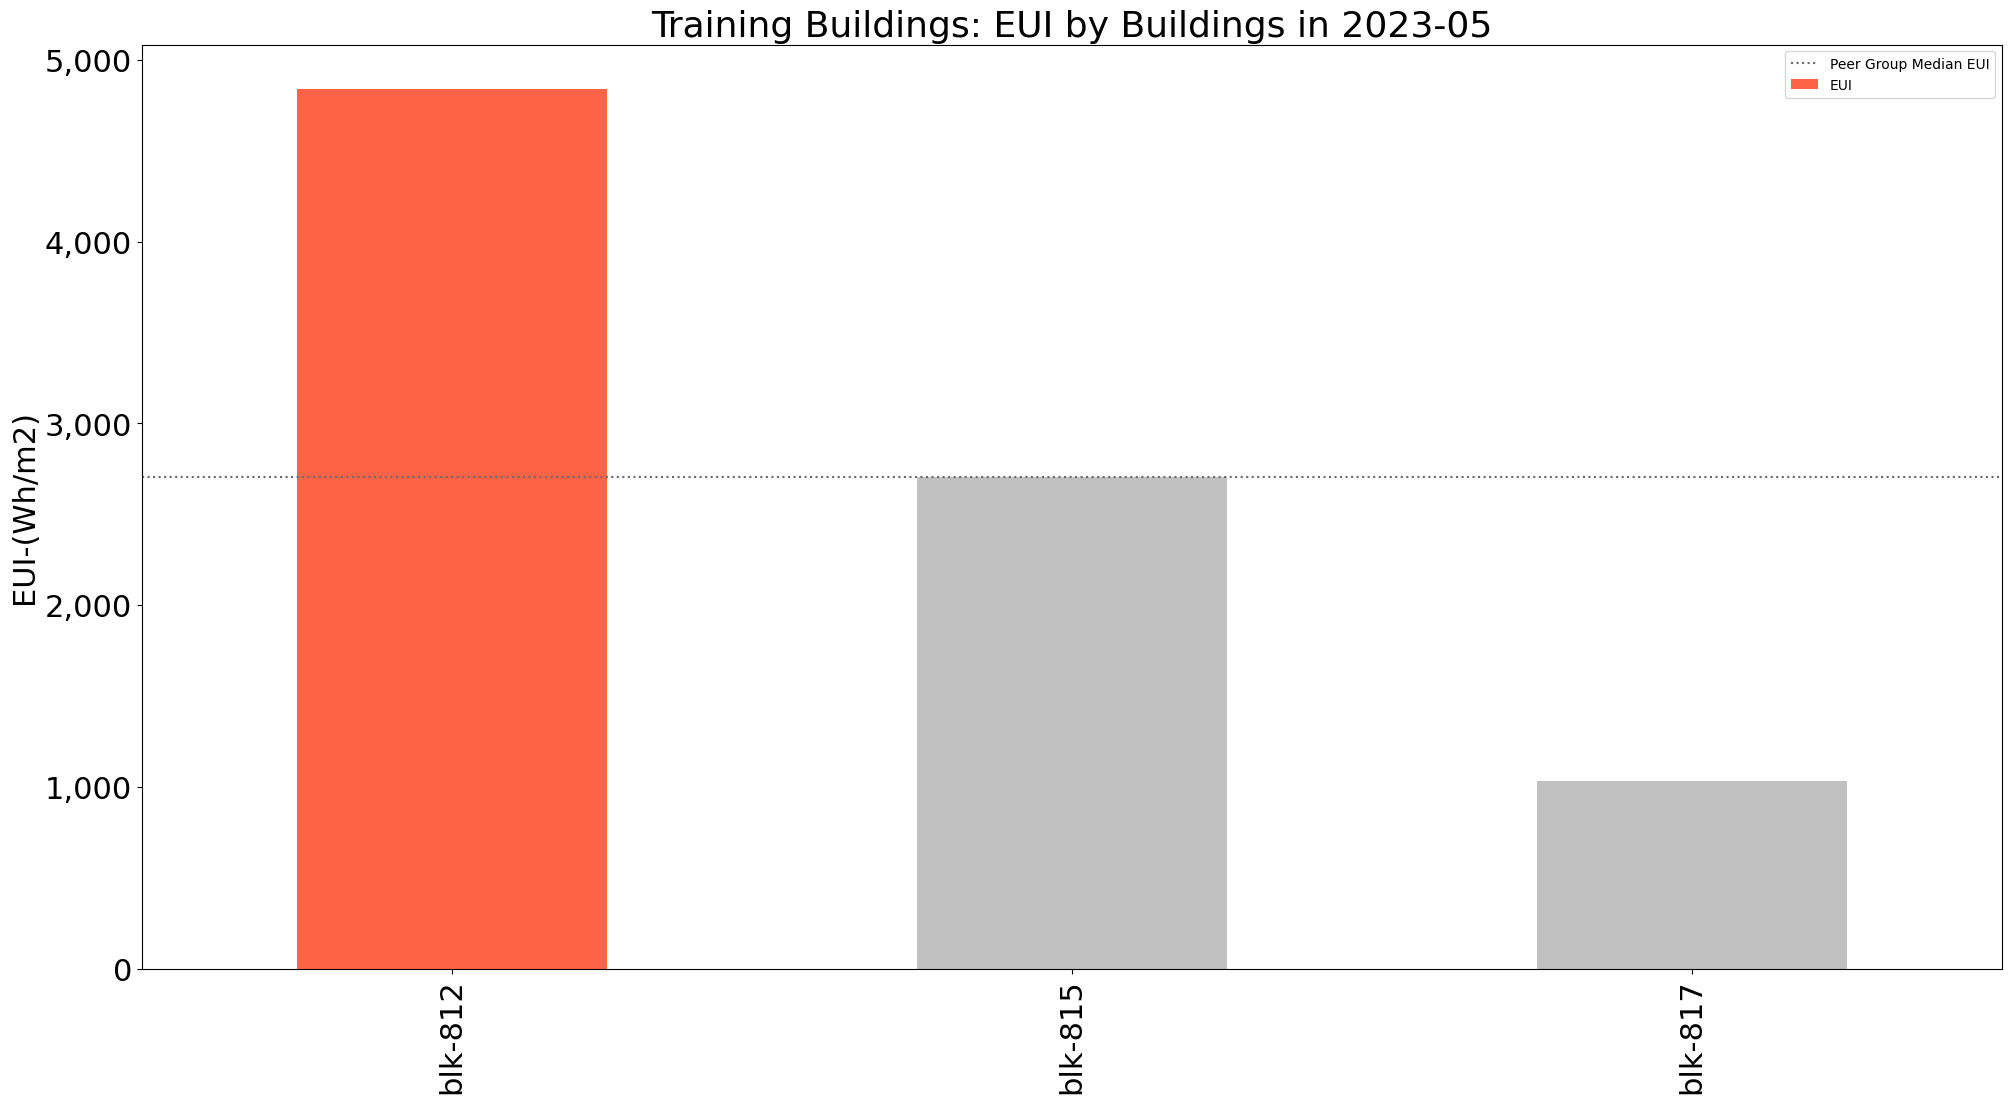 Training Buildings: EUI by Buildings in 2023-05
Peer Group Median EUI
EUI
EUI-(Wh/m2)
5,000
4,000
3,000
2,000
1,000
0
blk-812
blk-815
blk-817